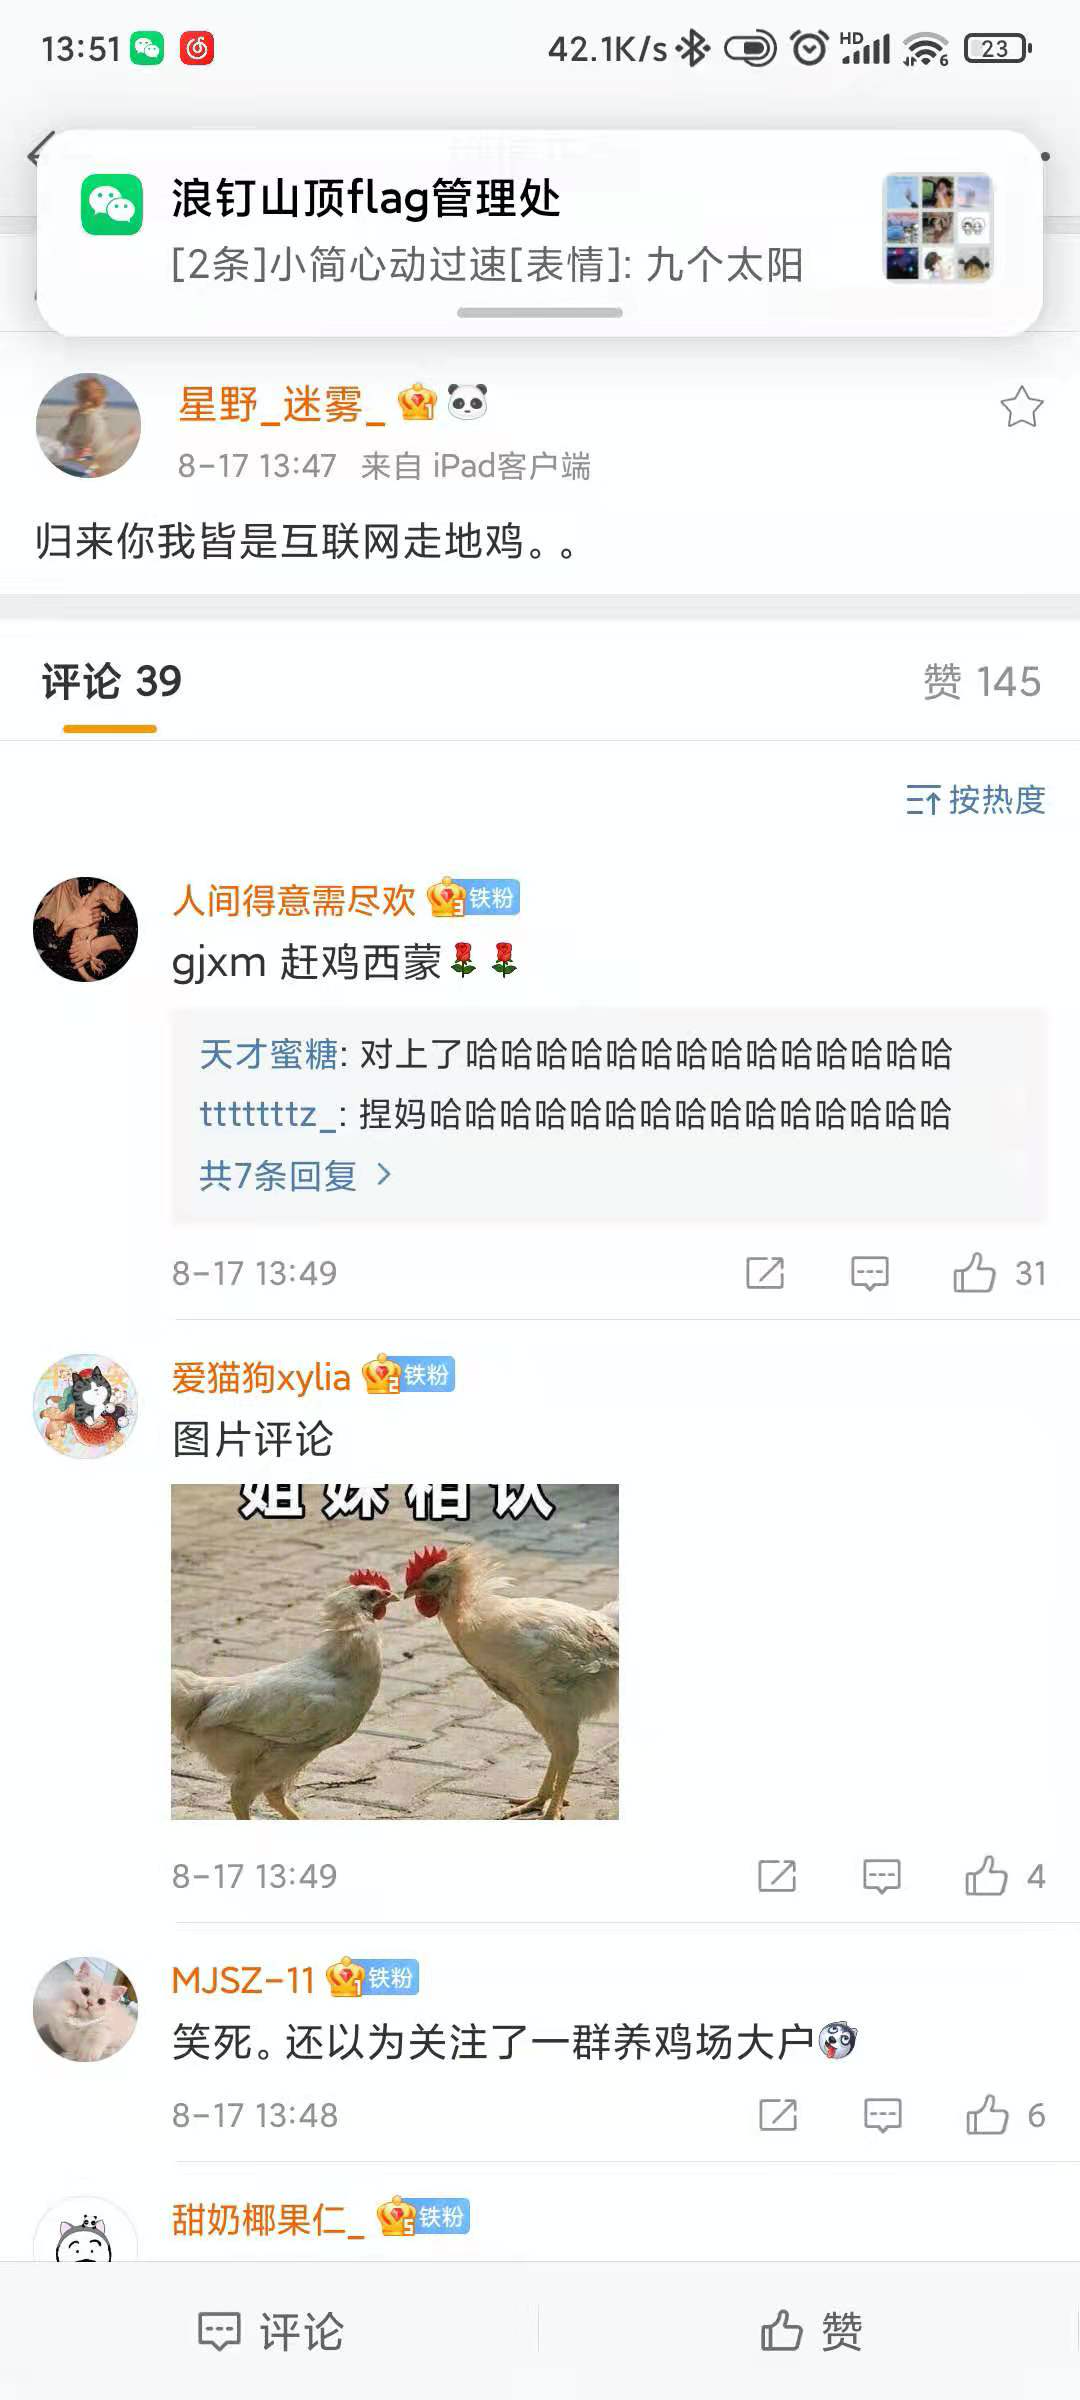 13:51
42.1K/s
HD
6
23
浪钉山顶flag管理处
[2条]小简心动过速[表情]: 九个太阳
星野_迷雾_
1
8-17 13:47 来自 iPad客户端
归来你我皆是互联网走地鸡。。
评论 39
赞 145
按热度
人间得意需尽欢
3 铁粉
gjxm 赶鸡西蒙🌹🌹
天才蜜糖: 对上了哈哈哈哈哈哈哈哈哈哈哈哈哈哈
tttttttz_: 捏妈哈哈哈哈哈哈哈哈哈哈哈哈哈哈哈
共7条回复 >
8-17 13:49
31
爱猫狗xylia
2 铁粉
图片评论
姐妹相认
8-17 13:49
4
MJSZ-11
1 铁粉
笑死。还以为关注了一群养鸡场大户
8-17 13:48
6
甜奶椰果仁_
5 铁粉
评论
赞